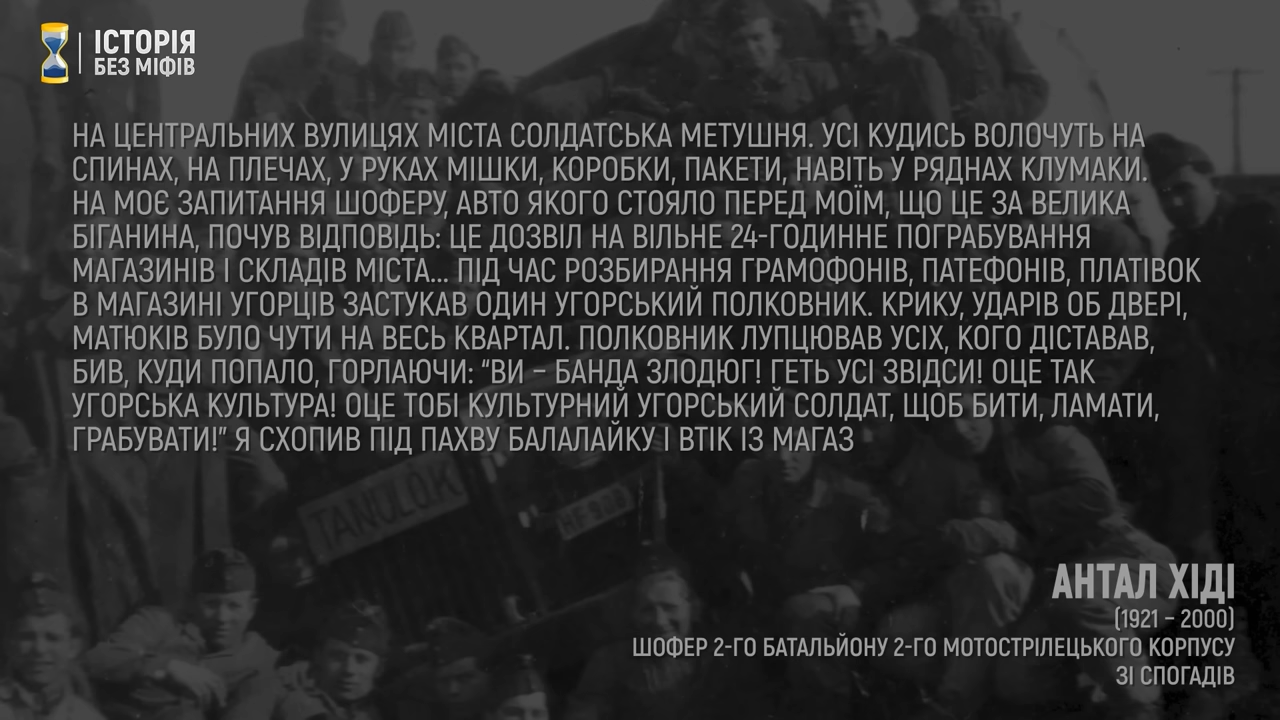 ІСТОРІЯ
БЕЗ МІФІВ
НА ЦЕНТРАЛЬНИХ ВУЛИЦЯХ МІСТА СОЛДАТСЬКА МЕТУШНЯ. УСІ КУДИСЬ ВОЛОЧУТЬ НА
СПИНАХ, НА ПЛЕЧАХ, У РУКАХ МІШКИ, КОРОБКИ, ПАКЕТИ, НАВІТЬ У РЯДНАХ КЛУМАКИ.
НА МОЄ ЗАПИТАННЯ ШОФЕРУ, АВТО ЯКОГО СТОЯЛО ПЕРЕД МОЇМ, ЩО ЦЕ ЗА ВЕЛИКА
БІГАНИНА, ПОЧУВ ВІДПОВІДЬ: ЦЕ ДОЗВІЛ НА ВІЛЬНЕ 24-ГОДИННЕ ПОГРАБУВАННЯ
МАГАЗИНІВ І СКЛАДІВ МІСТА... ПІД ЧАС РОЗБИРАННЯ ГРАМОФОНІВ, ПАТЕФОНІВ, ПЛАТІВОК
В МАГАЗИНІ УГОРЦІВ ЗАСТУКАВ ОДИН УГОРСЬКИЙ ПОЛКОВНИК. КРИКУ, УДАРІВ ОБ ДВЕРІ,
МАТЮКІВ БУЛО ЧУТИ НА ВЕСЬ КВАРТАЛ. ПОЛКОВНИК ЛУПЦЮВАВ УСІХ, КОГО ДІСТАВАВ,
БИВ, КУДИ ПОПАЛО, ГОРЛАЮЧИ: “ВИ – БАНДА ЗЛОДЮГ! ГЕТЬ УСІ ЗВІДСИ! ОЦЕ ТАК
УГОРСЬКА КУЛЬТУРА! ОЦЕ ТОБІ КУЛЬТУРНИЙ УГОРСЬКИЙ СОЛДАТ, ЩОБ БИТИ, ЛАМАТИ,
ГРАБУВАТИ!” Я СХОПИВ ПІД ПАХВУ БАЛАЛАЙКУ І ВТІК ІЗ МАГАЗ
TANULÓK
АНТАЛ ХІДІ
(1921 – 2000)
ШОФЕР 2-ГО БАТАЛЬЙОНУ 2-ГО МОТОСТРІЛЕЦЬКОГО КОРПУСУ
ЗІ СПОГАДІВ